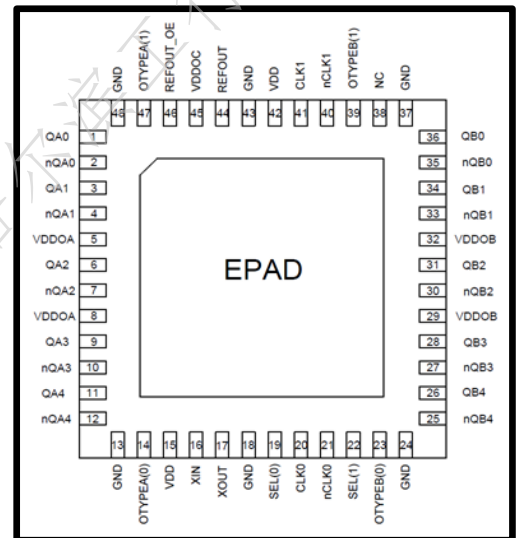 GND
OTYPEA(1)
REFOUT_OE
VDDOC
REFOUT
GND
VDD
CLK1
nCLK1
OTYPEB(1)
NC
GND
48 47 46 45 44 43 42 41 40 39 38 37
QA0 1 36 QB0
nQA0 2 35 nQB0
QA1 3 34 QB1
nQA1 4 33 nQB1
VDDOA 5 32 VDDOB
QA2 6 31 QB2
EPAD
nQA2 7 30 nQB2
VDDOA 8 29 VDDOB
QA3 9 28 QB3
nQA3 10 27 nQB3
QA4 11 26 QB4
nQA4 12 25 nQB4
13 14 15 16 17 18 19 20 21 22 23 24
GND
OTYPEA(0)
VDD
XIN
XOUT
GND
SEL(0)
CLK0
nCLK0
SEL(1)
OTYPEB(0)
GND